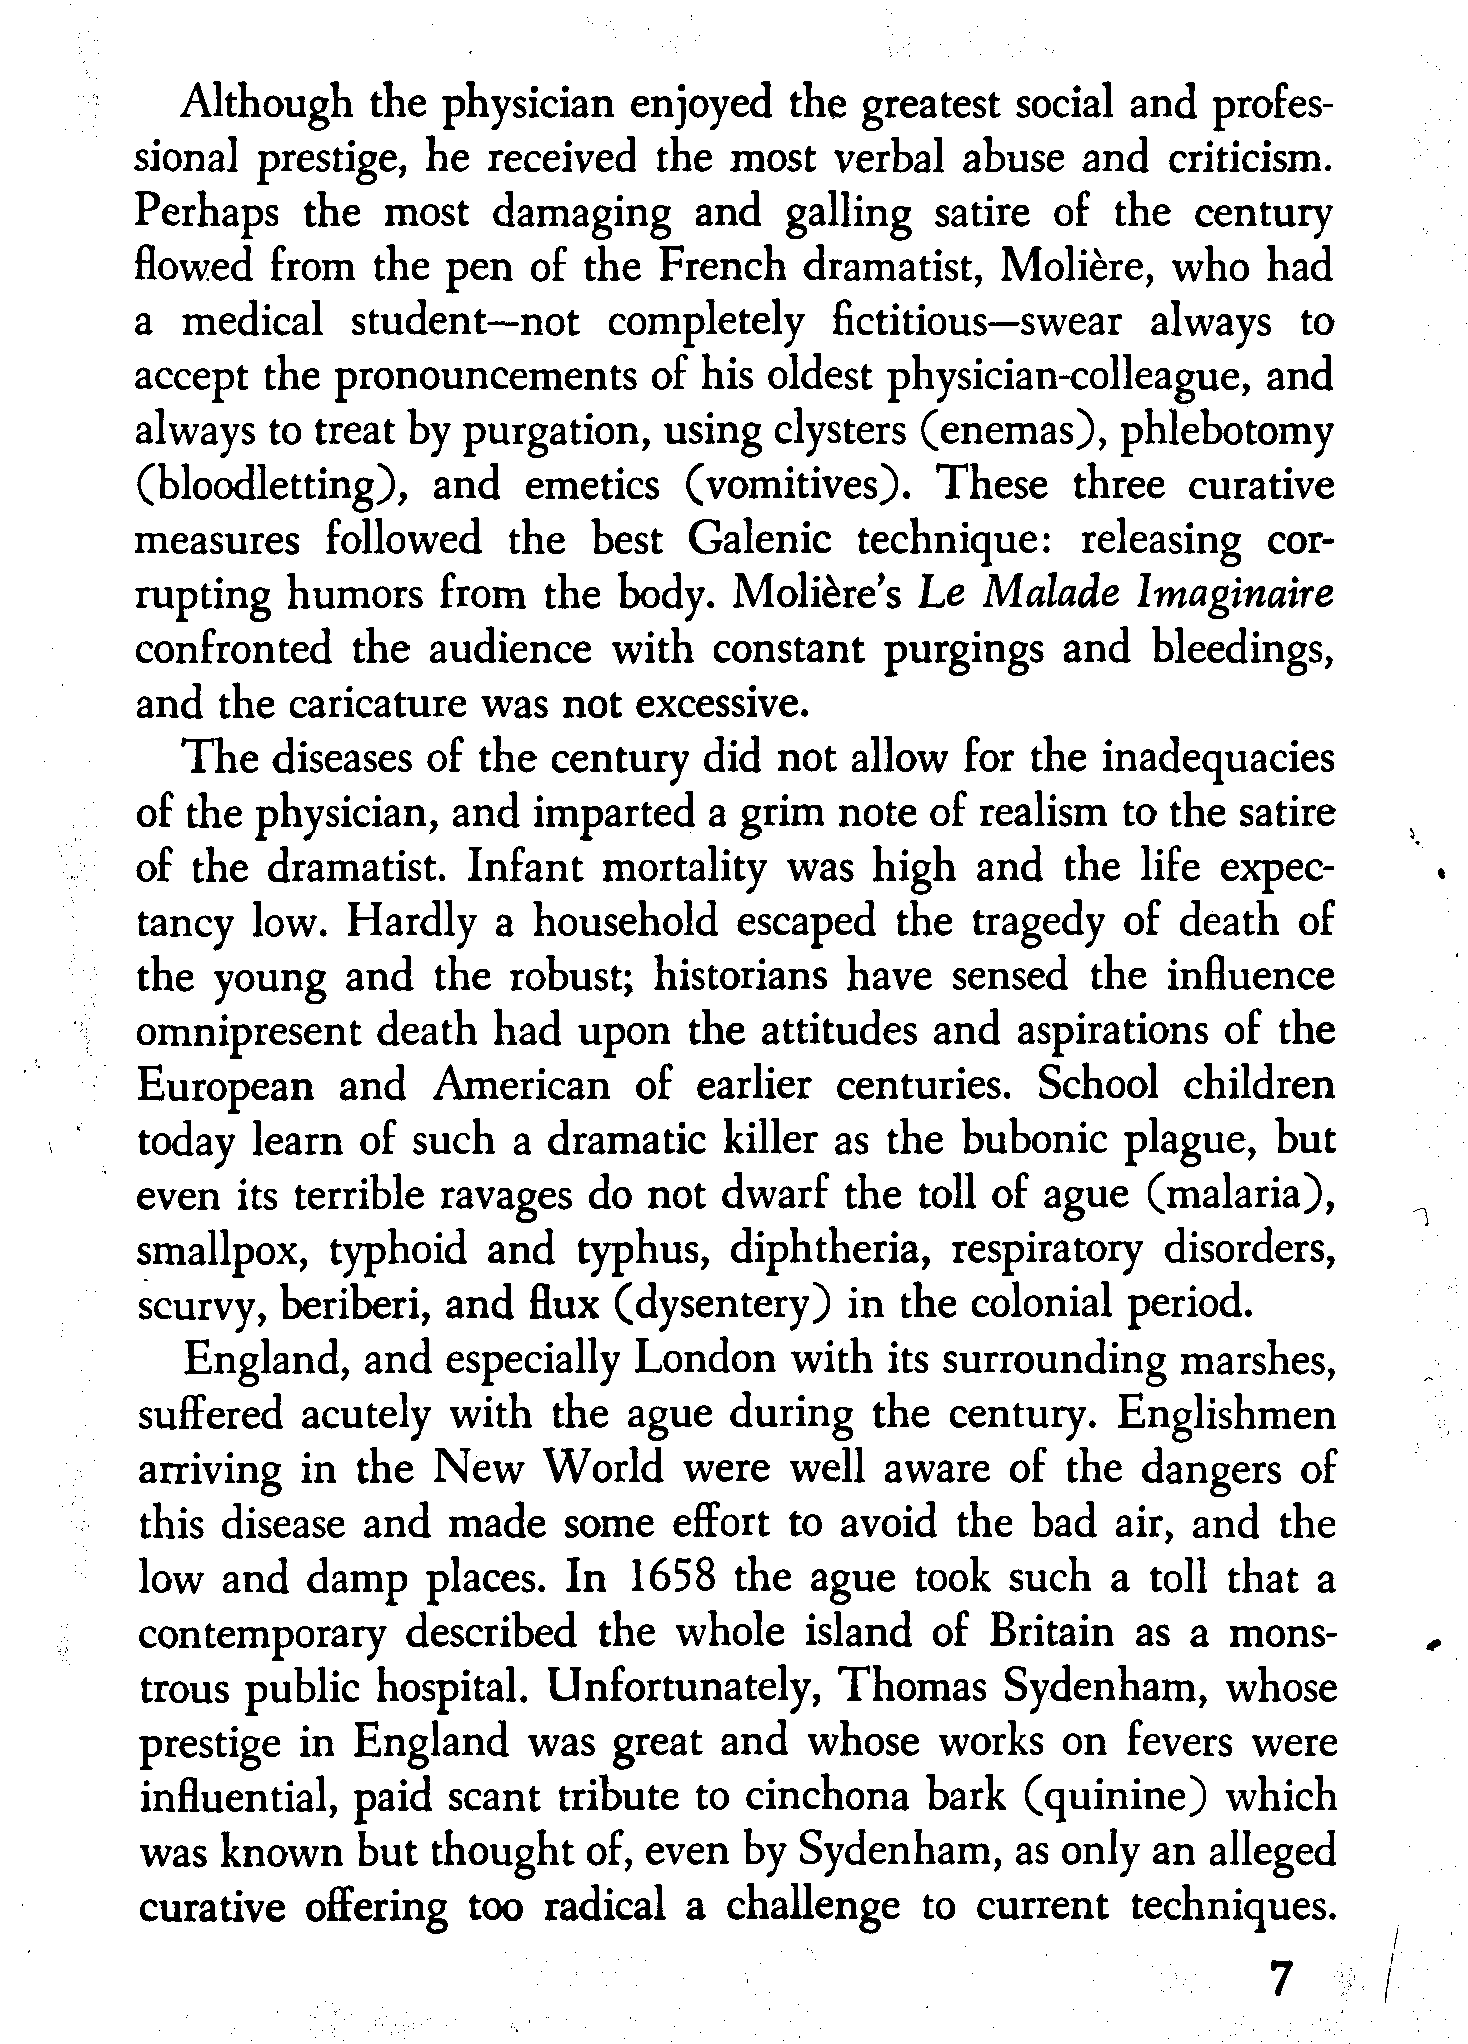 Although the physician enjoyed the greatest social and profes-
sional prestige, he received the most verbal abuse and criticism.
Perhaps the most damaging and galling satire of the century
flowed from the pen of the French dramatist, Molière, who had
a medical student—not completely fictitious—swear always to
accept the pronouncements of his oldest physician-colleague, and
always to treat by purgation, using clysters (enemas), phlebotomy
(bloodletting), and emetics (vomitives). These three curative
measures followed the best Galenic technique: releasing cor-
rupting humors from the body. Molière's Le Malade Imaginaire
confronted the audience with constant purgings and bleedings,
and the caricature was not excessive.
The diseases of the century did not allow for the inadequacies
of the physician, and imparted a grim note of realism to the satire
of the dramatist. Infant mortality was high and the life expec-
tancy low. Hardly a household escaped the tragedy of death of
the young and the robust; historians have sensed the influence
omnipresent death had upon the attitudes and aspirations of the
European and American of earlier centuries. School children
today learn of such a dramatic killer as the bubonic plague, but
even its terrible ravages do not dwarf the toll of ague (malaria),
smallpox, typhoid and typhus, diphtheria, respiratory disorders,
scurvy, beriberi, and flux (dysentery) in the colonial period.
England, and especially London with its surrounding marshes,
suffered acutely with the ague during the century. Englishmen
arriving in the New World were well aware of the dangers of
this disease and made some effort to avoid the bad air, and the
low and damp places. In 1658 the ague took such a toll that a
contemporary described the whole island of Britain as a mons-
trous public hospital. Unfortunately, Thomas Sydenham, whose
prestige in England was great and whose works on fevers were
influential, paid scant tribute to cinchona bark (quinine) which
was known but thought of, even by Sydenham, as only an alleged
curative offering too radical a challenge to current techniques.
7